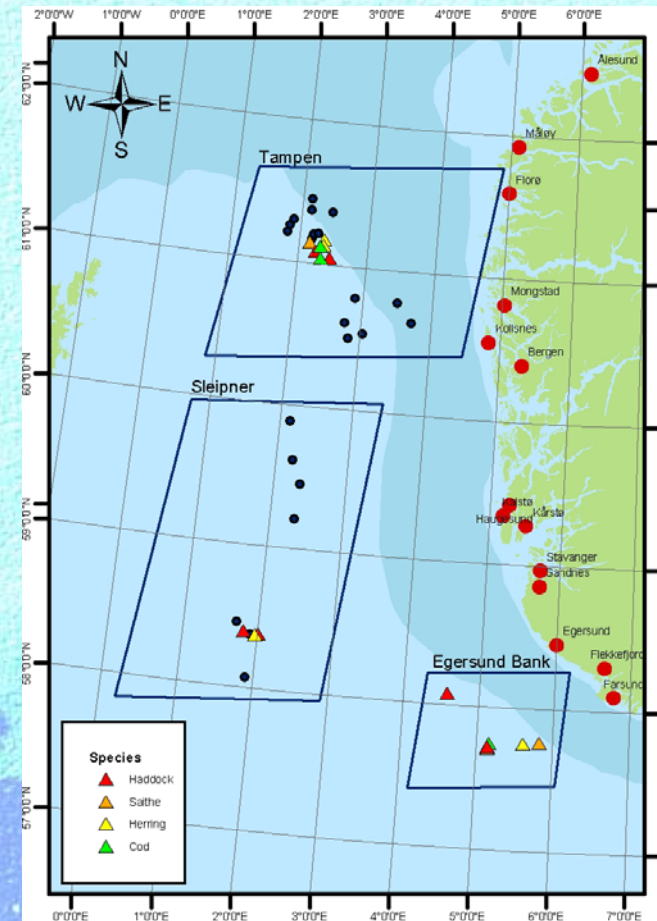 2°0'0"W 1°0'0"W 0°0'0"E 1°0'0"E 2°0'0"E 3°0'0"E 4°0'0"E 5°0'0"E 6°0'0"E
N
W E
S
62°0'0"N
61°0'0"N
60°0'0"N
59°0'0"N
58°0'0"N
57°0'0"N
Ålesund
Måløy
Tampen
Florø
Mongstad
Kollsnes
Bergen
Sleipner
Kalstø
Haugesund Kårstø
Stavanger
Sandnes
Egersund
Egersund Bank
Flekkefjord
Farsund
Species
Haddock
Saithe
Herring
Cod
0°0'0"E 1°0'0"E 2°0'0"E 3°0'0"E 4°0'0"E 5°0'0"E 6°0'0"E 7°0'0"E